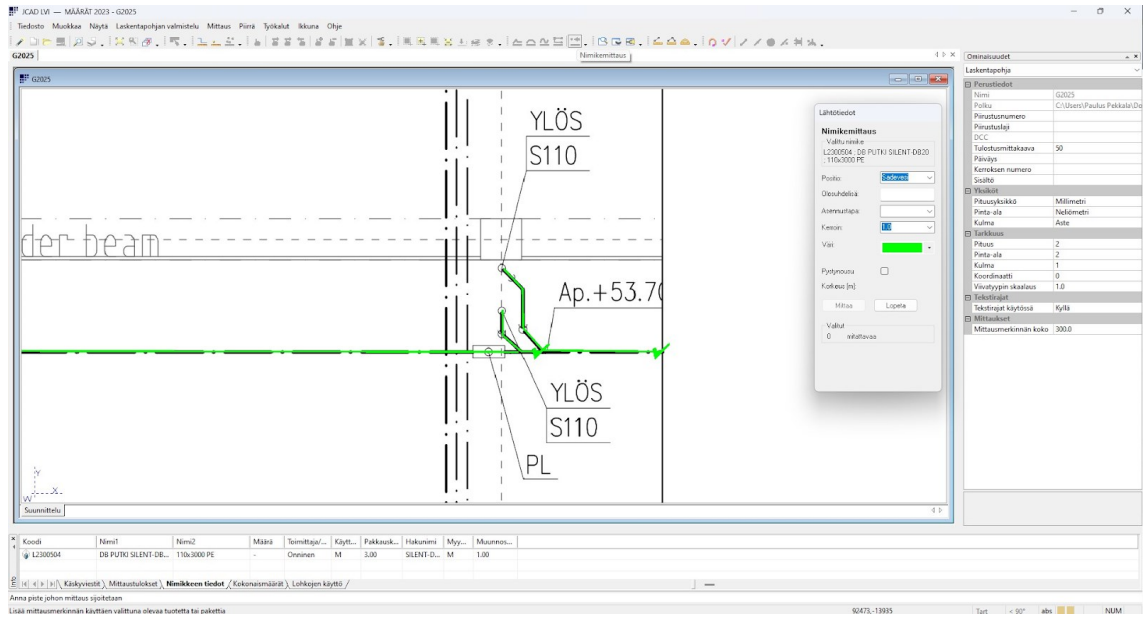 JCAD LVI — MÄÄRÄT 2023 - G2025
Tiedosto Muokkaa Näytä Laskentapohjan valmistelu Mittaus Piirrä Työkalut Ikkuna Ohje
Nimikemittaus
G2025
G2025
YLÖS
S110
der beam
Ap.+53.70
YLÖS
S110
PL
Y
X
W
Suunnittelu
Lähtötiedot
Nimikemittaus
Valittu nimike
L2300504 ; DB PUTKI SILENT-DB20
; 110x3000 PE
Positio: Sadevesi
Olosuhdelisä:
Asennustapa:
Kerroin: 1.0
Väri:
Pystynousu
Korkeus [m]:
Mittaa Lopeta
Valitut
0 mitattavaa
Ominaisuudet
Laskentapohja
Perustiedot
Nimi G2025
Polku C:\Users\Paulus Pekkala\Do
Piirustusnumero
Piirustuslaji
DCC
Tulostusmittakaava 50
Päiväys
Kerroksen numero
Sisältö
Yksiköt
Pituusyksikkö Millimetri
Pinta-ala Neliömetri
Kulma Aste
Tarkkuus
Pituus 2
Pinta-ala 2
Kulma 1
Koordinaatti 0
Viivatyypin skaalaus 1.0
Tekstirajat
Tekstirajat käytössä Kyllä
Mittaukset
Mittausmerkinnän koko 300.0
Koodi Nimi1 Nimi2 Määrä Toimittaja/... Käytt... Pakkausk... Hakunimi Myy... Muunnos...
L2300504 DB PUTKI SILENT-DB... 110x3000 PE - Onninen M 3.00 SILENT-D... M 1.00
Käskyviestit Mittaustulokset Nimikkeen tiedot Kokonaismäärät Lohkojen käyttö
Anna piste johon mittaus sijoitetaan
Lisää mittausmerkinnän käyttäen valittuna olevaa tuotetta tai pakettia
92473,-13935
Tart < 90° abs NUM